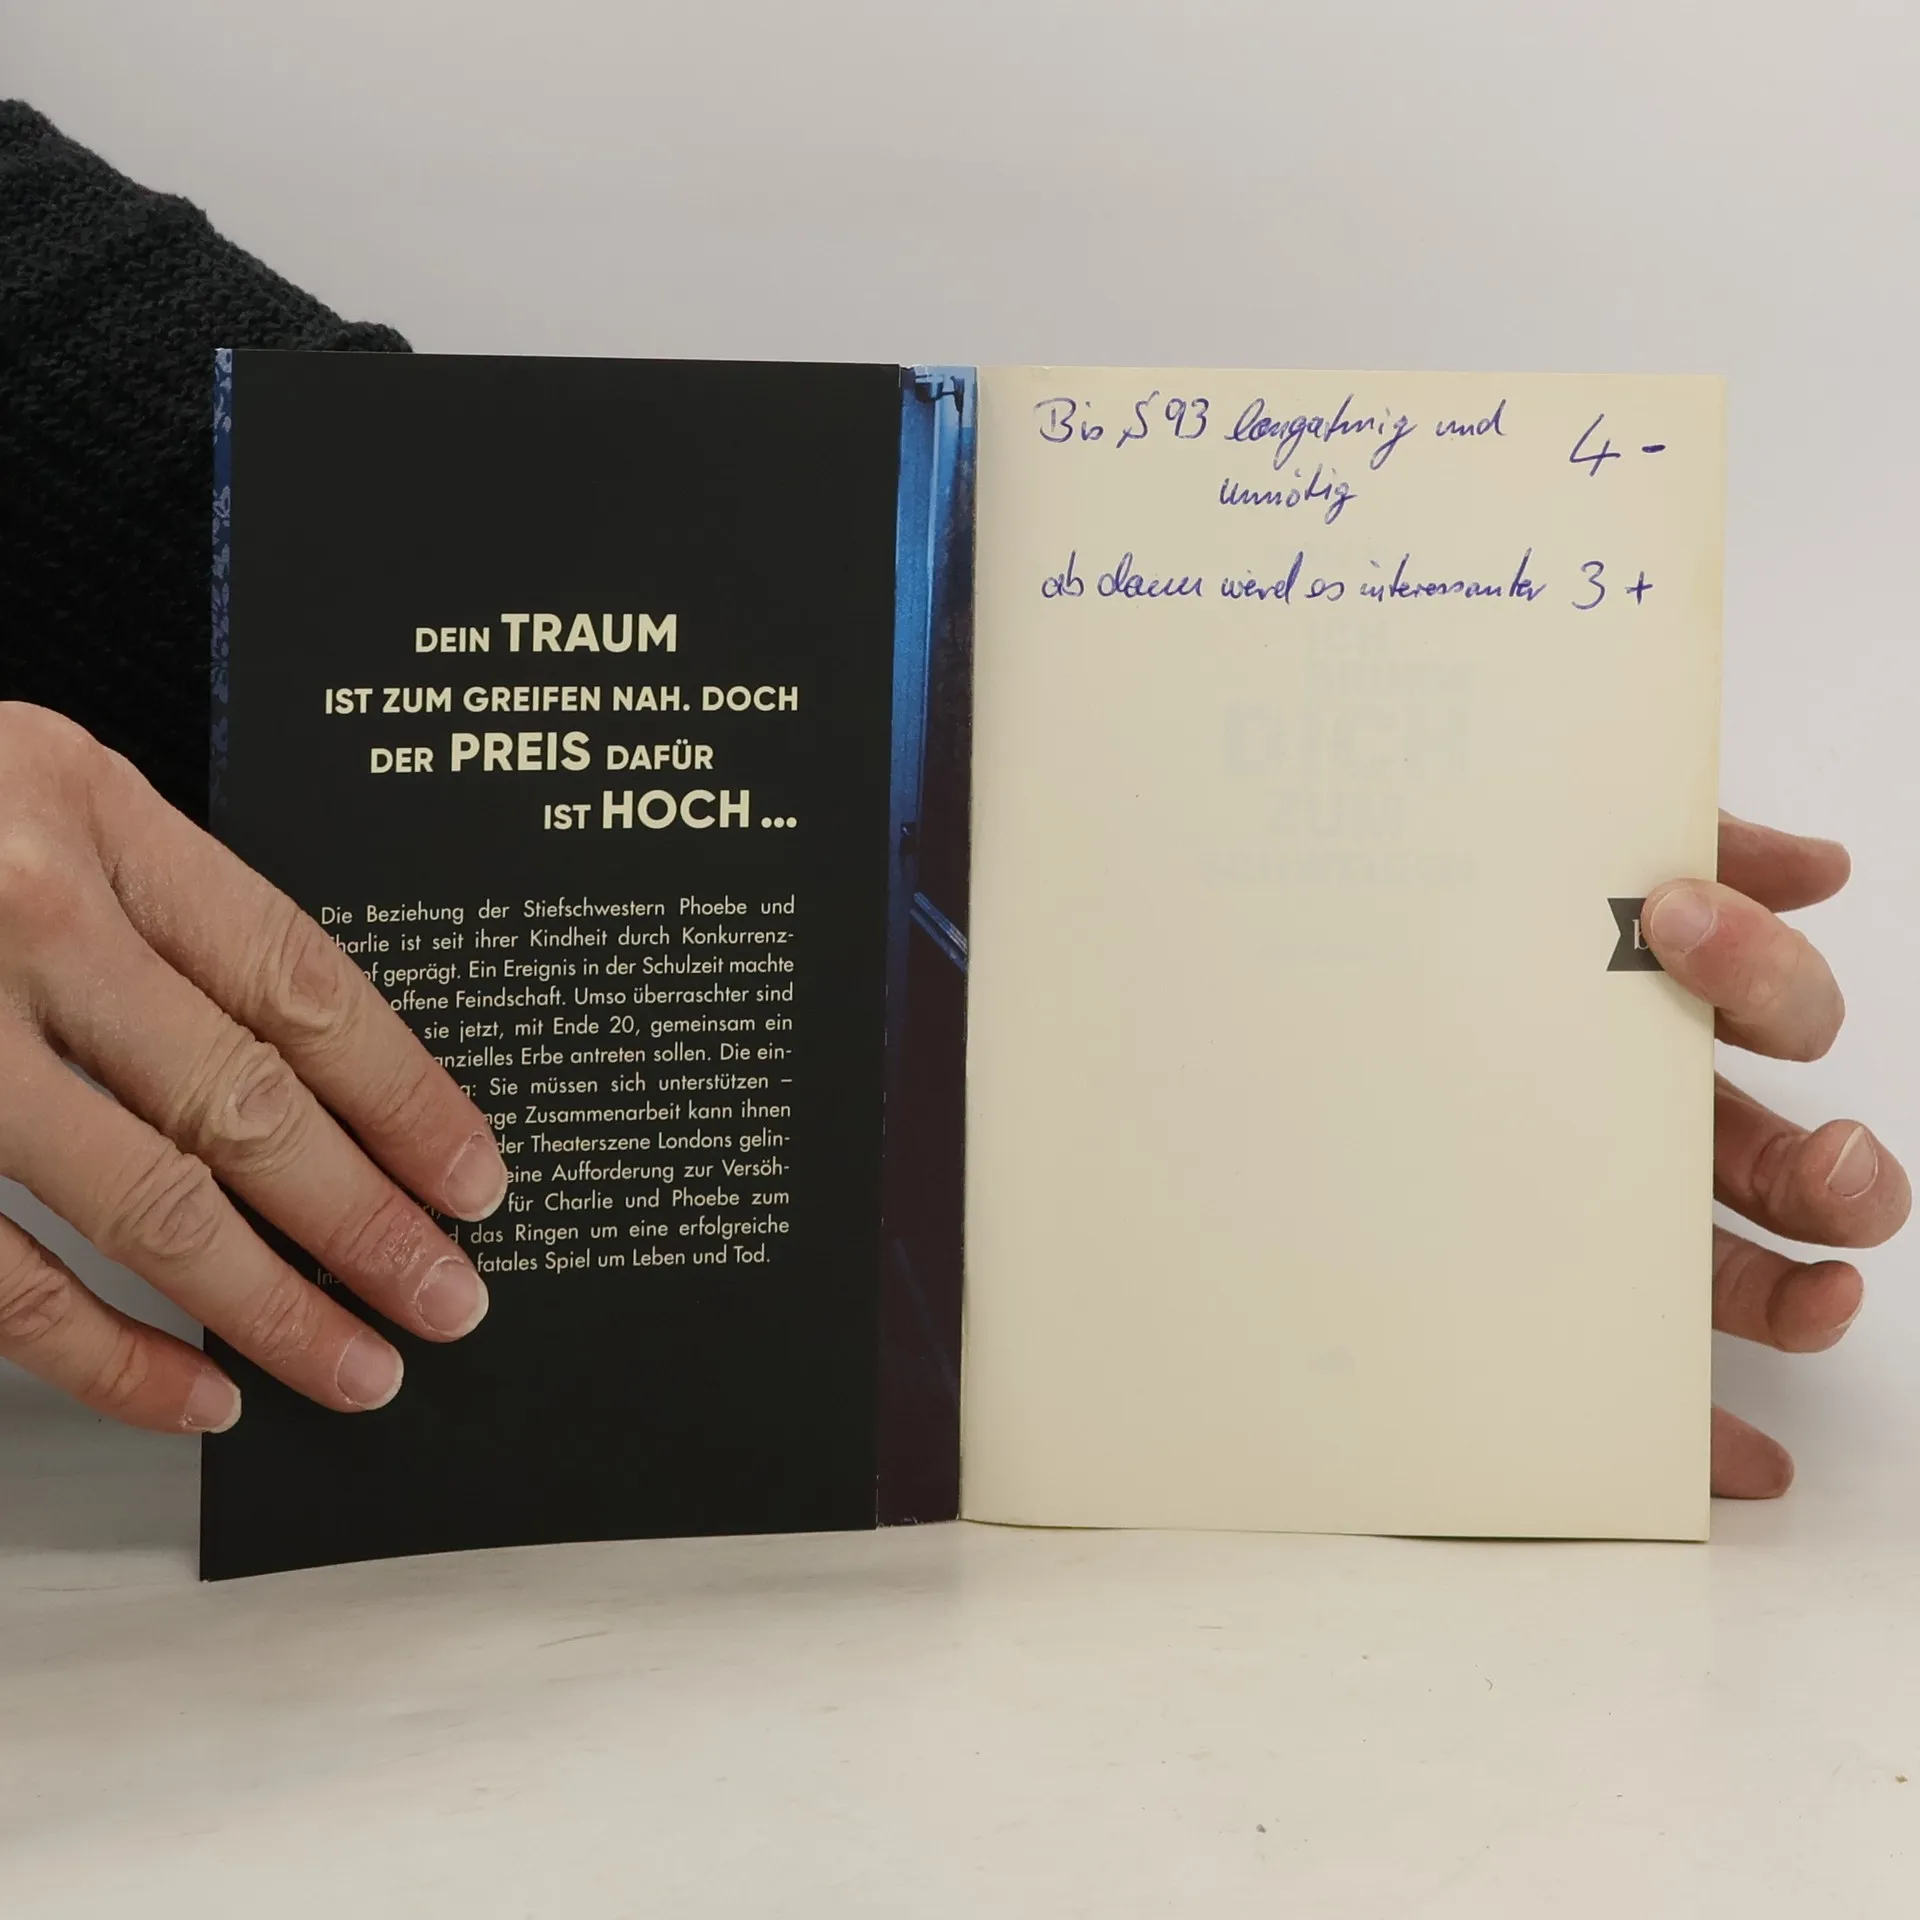 DEIN TRAUM
IST ZUM GREIFEN NAH. DOCH
DER PREIS DAFÜR
IST HOCH ...
Die Beziehung der Stiefschwestern Phoebe und
harlie ist seit ihrer Kindheit durch Konkurrenz-
geprägt. Ein Ereignis in der Schulzeit machte
offene Feindschaft. Umso überraschter sind
sie jetzt, mit Ende 20, gemeinsam ein
anzielles Erbe antreten sollen. Die ein-
Sie müssen sich unterstützen –
nge Zusammenarbeit kann ihnen
der Theaterszene Londons gelin-
eine Aufforderung zur Versöh-
für Charlie und Phoebe zum
das Ringen um eine erfolgreiche
Ins fatales Spiel um Leben und Tod.
Bis S 93 langatmig und 4 -
unnötig
ab dann wird es interessanter 3 +
b